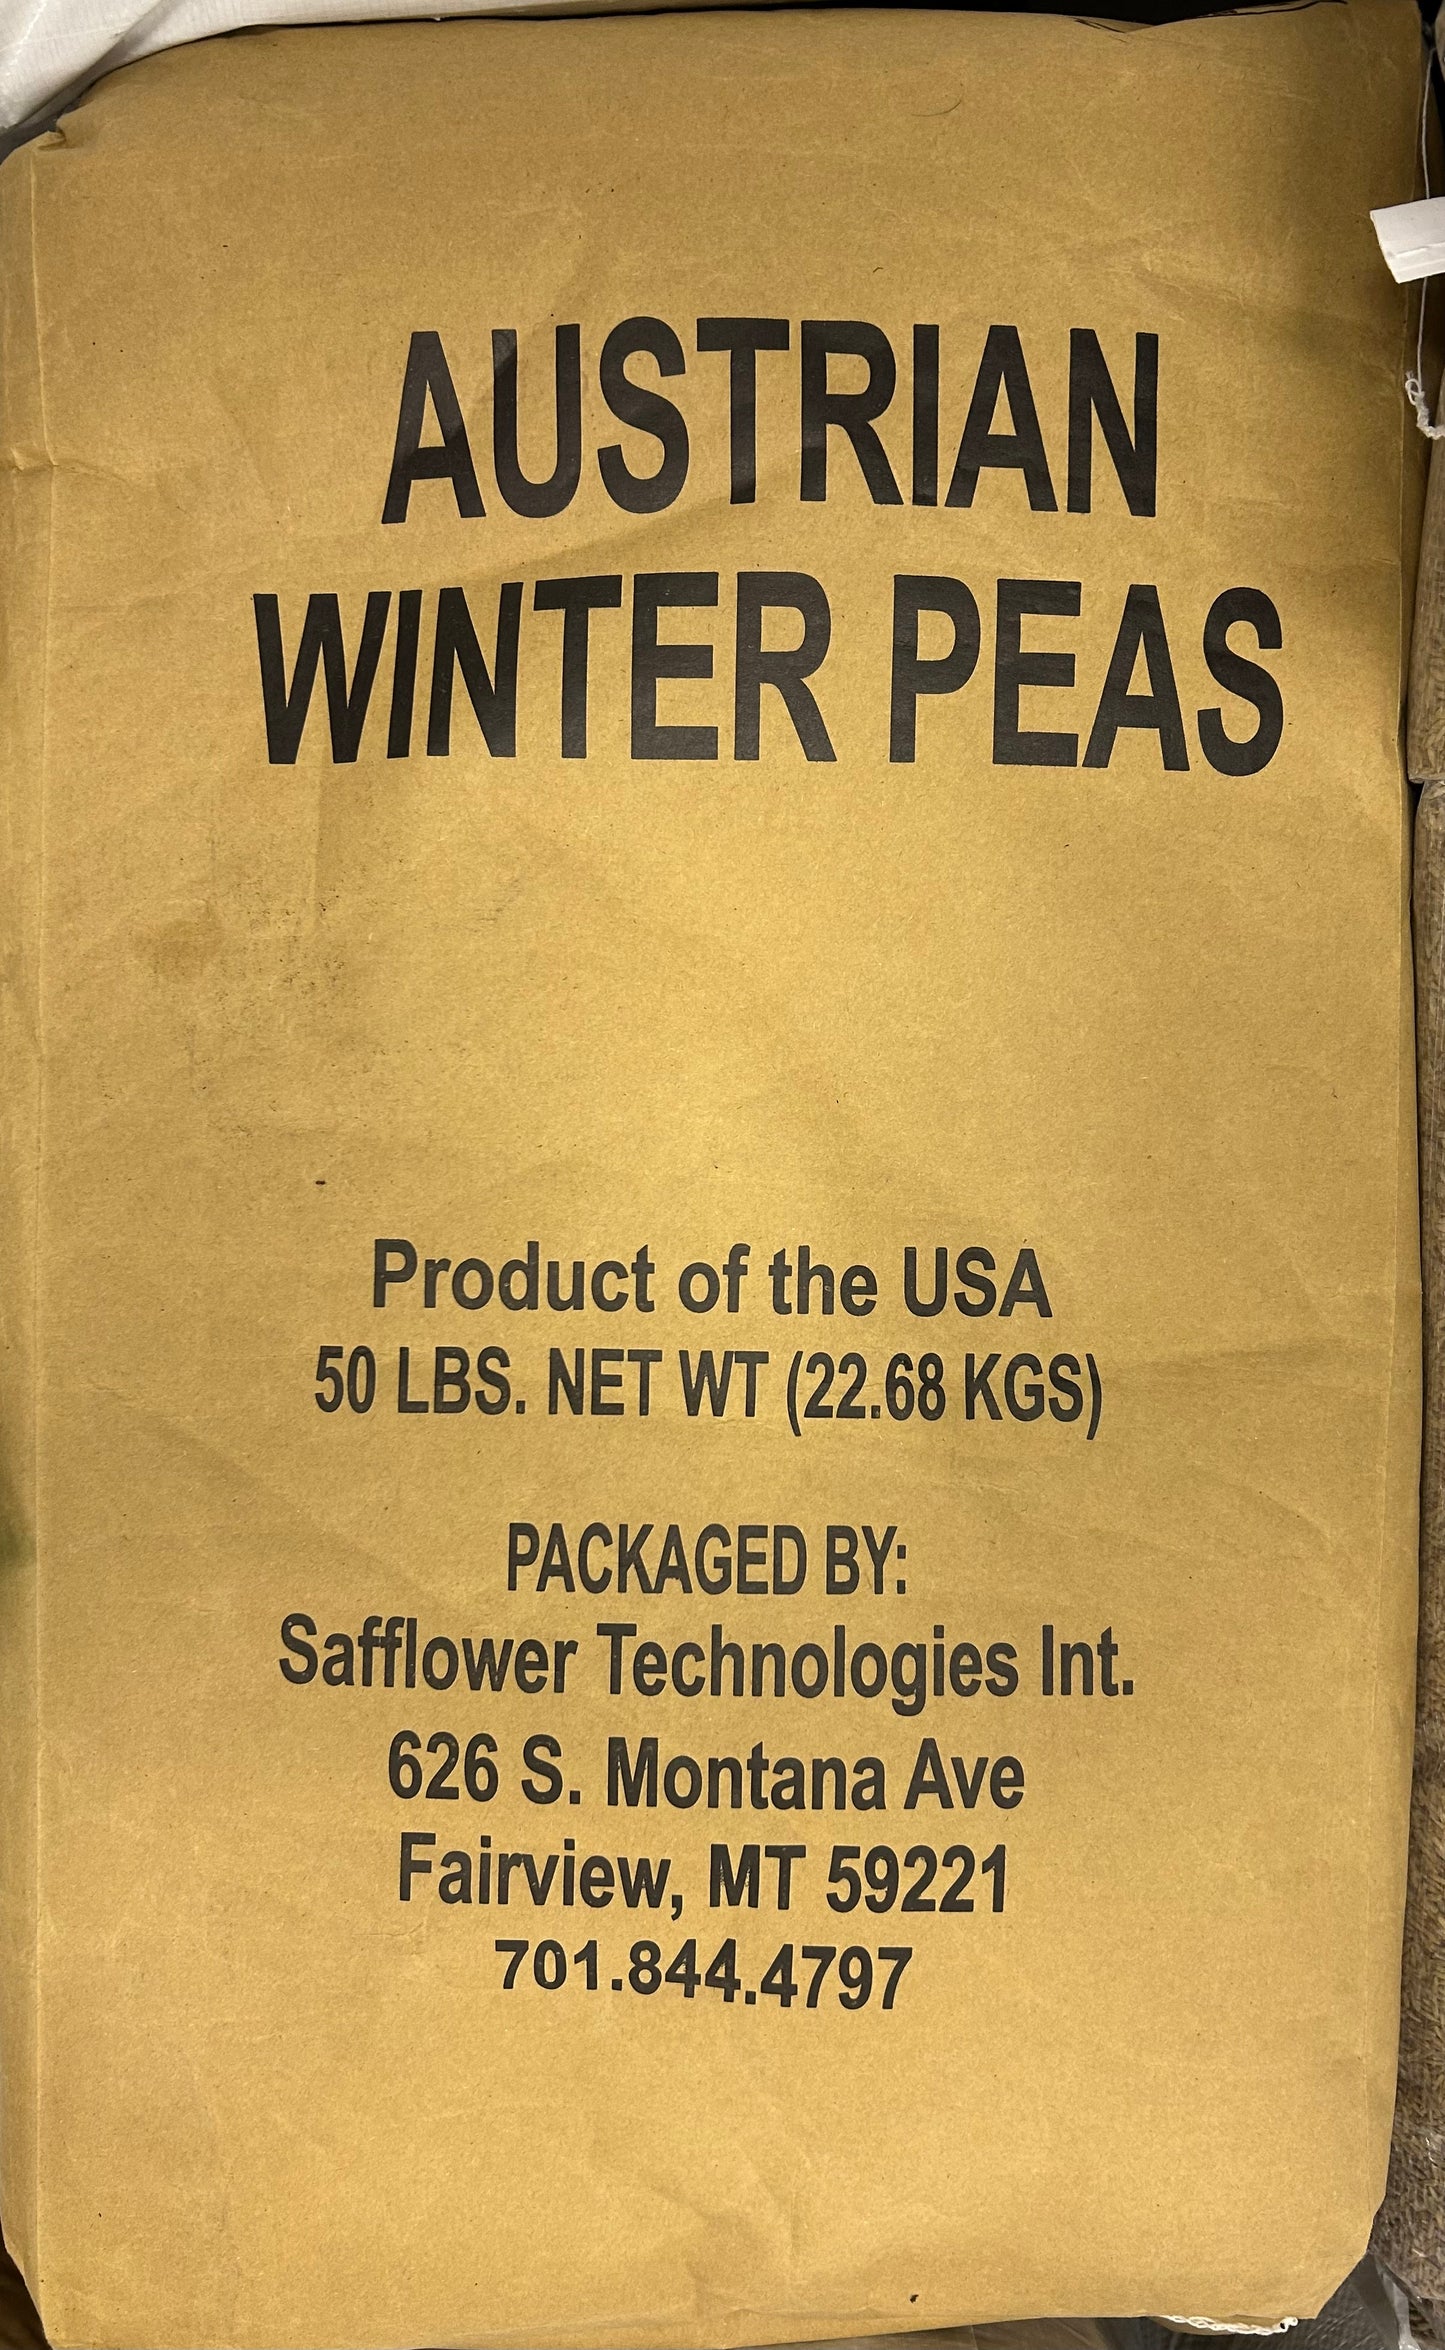 AUSTRIAN
WINTER PEAS
Product of the USA
50 LBS. NET WT (22.68 KGS)
PACKAGED BY:
Safflower Technologies Int.
626 S. Montana Ave
Fairview, MT 59221
701.844.4797